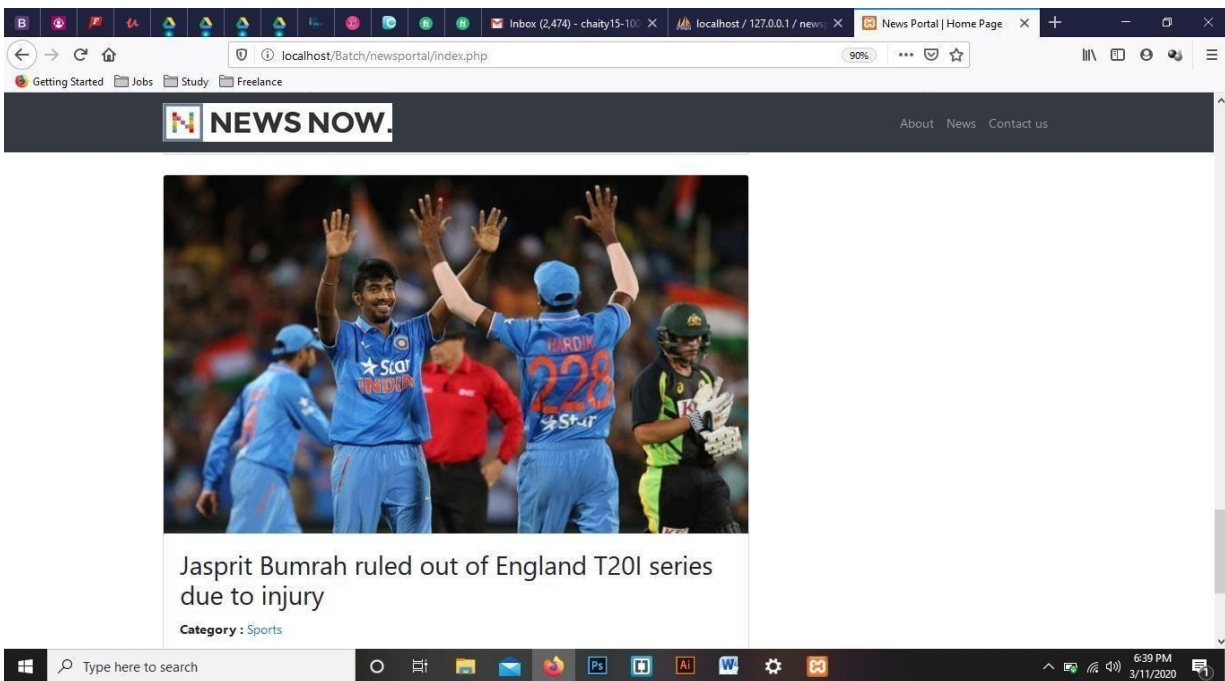 Inbox (2,474) - chaity15-100
localhost / 127.0.0.1 / news
News Portal | Home Page
localhost/Batch/newsportal/index.php
90%
Getting Started
Jobs
Study
Freelance
N NEWS NOW.
About
News
Contact us
Star
INDIA
HARDIK
228
Star
Jasprit Bumrah ruled out of England T20I series
due to injury
Category : Sports
Type here to search
6:39 PM
3/11/2020